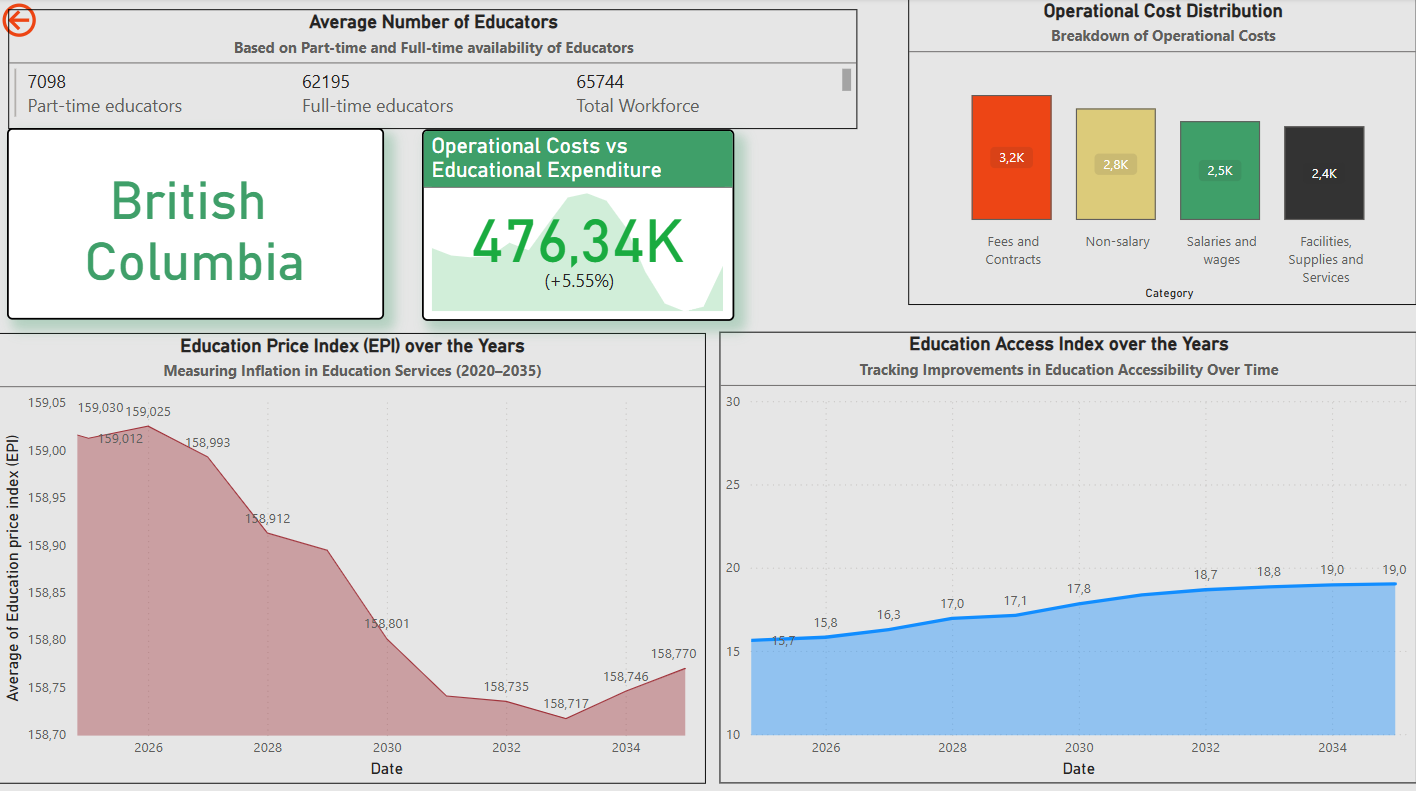 Average Number of Educators
Based on Part-time and Full-time availability of Educators
7098
Part-time educators
62195
Full-time educators
65744
Total Workforce
Operational Cost Distribution
Breakdown of Operational Costs
3,2K
2,8K
2,5K
2,4K
Fees and
Contracts
Non-salary
Salaries and
wages
Facilities,
Supplies and
Services
Category
British
Columbia
Operational Costs vs
Educational Expenditure
476,34K
(+5.55%)
Education Price Index (EPI) over the Years
Measuring Inflation in Education Services (2020–2035)
Average of Education price index (EPI)
159,05
159,00
158,95
158,90
158,85
158,80
158,75
158,70
159,030
159,012
159,025
158,993
158,912
158,801
158,735
158,717
158,746
158,770
2026
2028
2030
2032
2034
Date
Education Access Index over the Years
Tracking Improvements in Education Accessibility Over Time
30
25
20
15
10
15,7
15,8
16,3
17,0
17,1
17,8
18,7
18,8
19,0
19,0
2026
2028
2030
2032
2034
Date